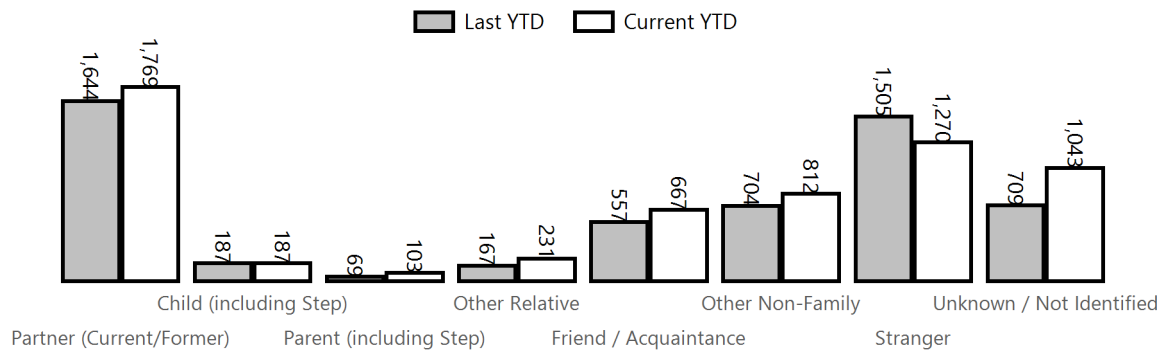 Last YTD
Current YTD
1,644
1,769
187
187
69
103
167
231
557
667
704
812
1,505
1,270
709
1,043
Child (including Step)
Other Relative
Other Non-Family
Unknown / Not Identified
Partner (Current/Former)
Parent (including Step)
Friend / Acquaintance
Stranger